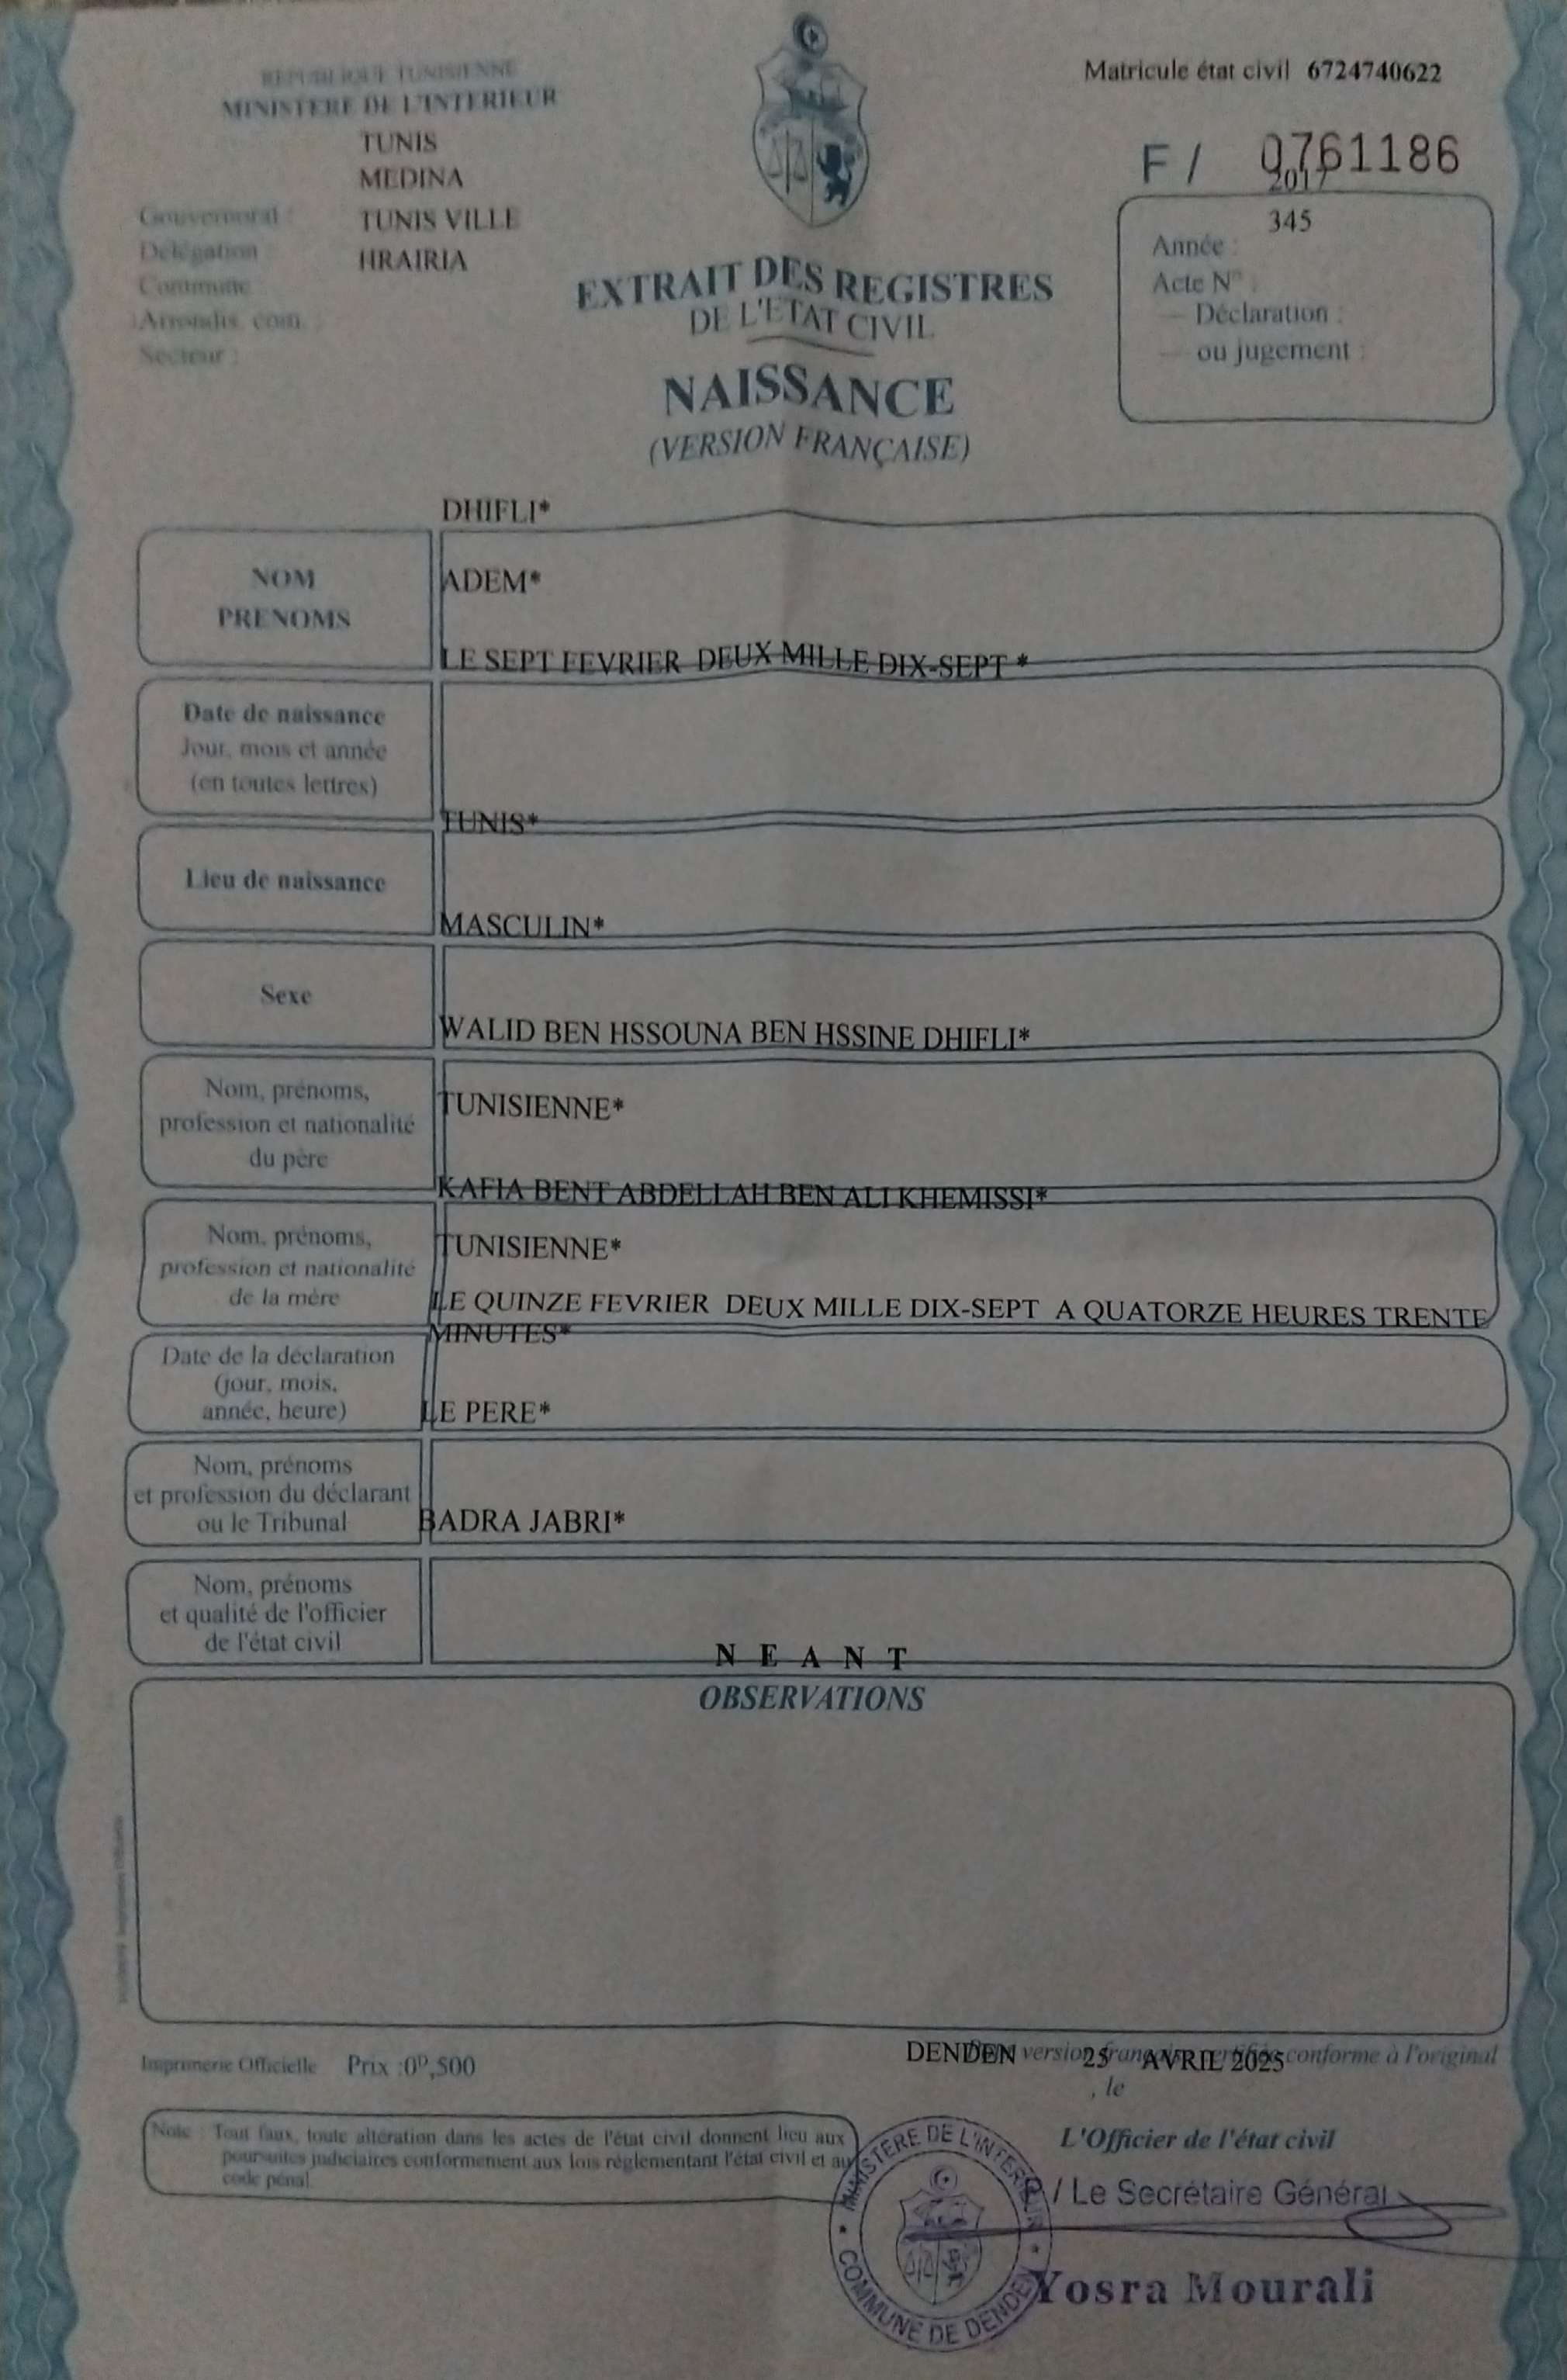 REPUBLIQUE TUNISIENNE
MINISTERE DE L'INTERIEUR
TUNIS
MEDINA
Gouvernorat : TUNIS VILLE
Délégation HRAIRIA
Commune
Arrondis. com. :
Secteur :
Matricule état civil 6724740622
F / 0761186
2017
345
Année :
Acte N° :
— Déclaration :
— ou jugement :
EXTRAIT DES REGISTRES
DE L'ETAT CIVIL
NAISSANCE
(VERSION FRANÇAISE)
DHIFLI*
NOM
PRENOMS
ADEM*
LE SEPT FEVRIER DEUX MILLE DIX-SEPT *
Date de naissance
Jour, mois et année
(en toutes lettres)
TUNIS*
Lieu de naissance
MASCULIN*
Sexe
WALID BEN HSSOUNA BEN HSSINE DHIFLI*
Nom, prénoms,
profession et nationalité
du père
TUNISIENNE*
KAFIA BENT ABDELLAH BEN ALI KHEMISSI*
Nom, prénoms,
profession et nationalité
de la mère
TUNISIENNE*
LE QUINZE FEVRIER DEUX MILLE DIX-SEPT A QUATORZE HEURES TRENTE
MINUTES*
Date de la déclaration
(jour, mois,
année, heure)
LE PERE*
Nom, prénoms
et profession du déclarant
ou le Tribunal
BADRA JABRI*
Nom, prénoms
et qualité de l'officier
de l'état civil
N E A N T
OBSERVATIONS
Imprimerie Officielle Prix :0ᴰ,500
DENDEN 25 AVRIL 2025
version française certifiée conforme à l'original
, le
Note : Tout faux, toute altération dans les actes de l'état civil donnent lieu aux
poursuites judiciaires conformement aux lois réglementant l'état civil et au
code pénal
L'Officier de l'état civil
P / Le Secrétaire Général
Yosra Mourali
MINISTERE DE L'INTERIEUR
COMMUNE DE DENDEN